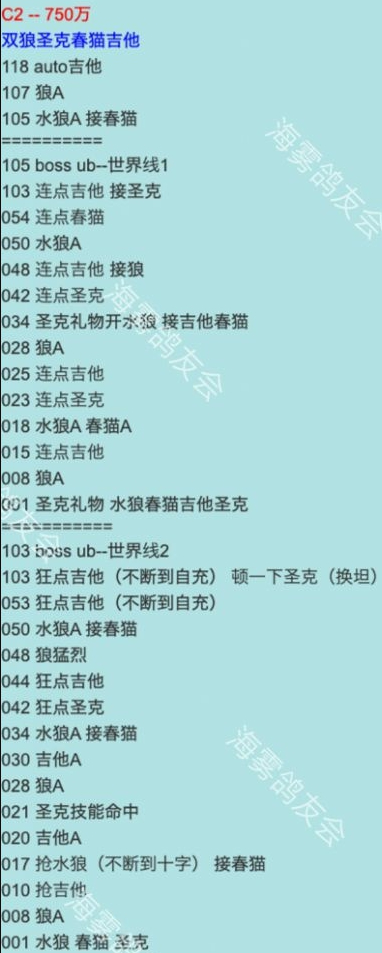 C2 -- 750万
双狼圣克春猫吉他
118 auto吉他
107 狼A
105 水狼A 接春猫
==========
105 boss ub--世界线1
103 连点吉他 接圣克
054 连点春猫
050 水狼A
048 连点吉他 接狼
042 连点圣克
034 圣克礼物开水狼 接吉他春猫
028 狼A
025 连点吉他
023 连点圣克
018 水狼A 春猫A
015 连点吉他
008 狼A
001 圣克礼物 水狼春猫吉他圣克
===========
103 boss ub--世界线2
103 狂点吉他（不断到自充） 顿一下圣克（换坦）
053 狂点吉他（不断到自充）
050 水狼A 接春猫
048 狼猛烈
044 狂点吉他
042 狂点圣克
034 水狼A 接春猫
030 吉他A
028 狼A
021 圣克技能命中
020 吉他A
017 抢水狼（不断到十字） 接春猫
010 抢吉他
008 狼A
001 水狼 春猫 圣克
海雾鸽友会
海雾鸽友会
海雾鸽友会